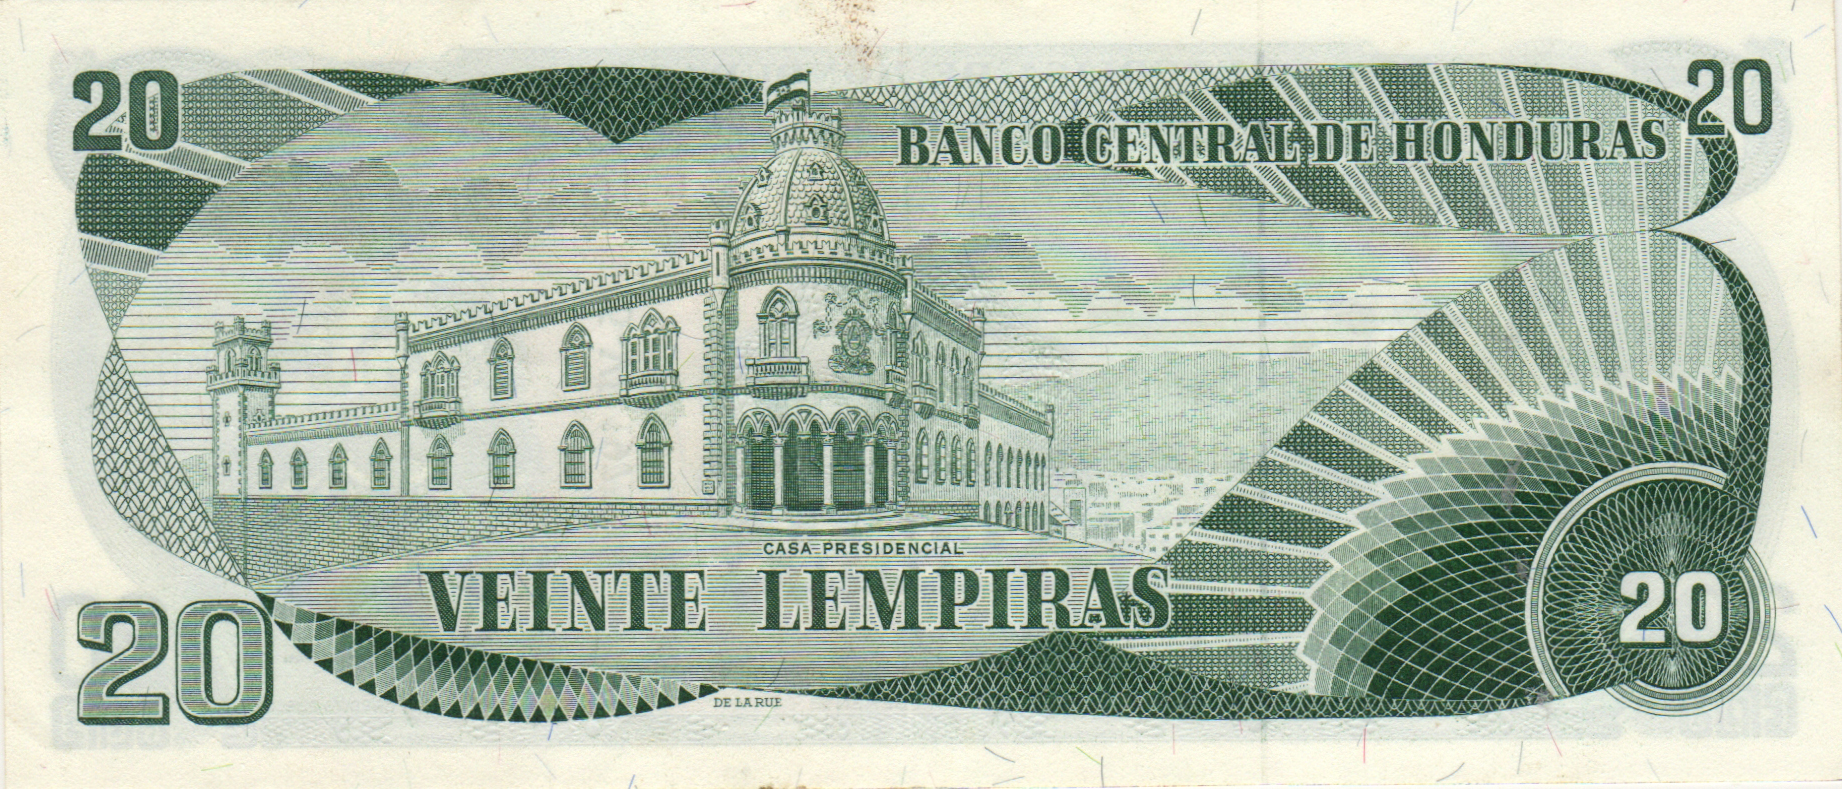 20
20
BANCO CENTRAL DE HONDURAS
CASA PRESIDENCIAL
VEINTE LEMPIRAS
20
20
DE LA RUE